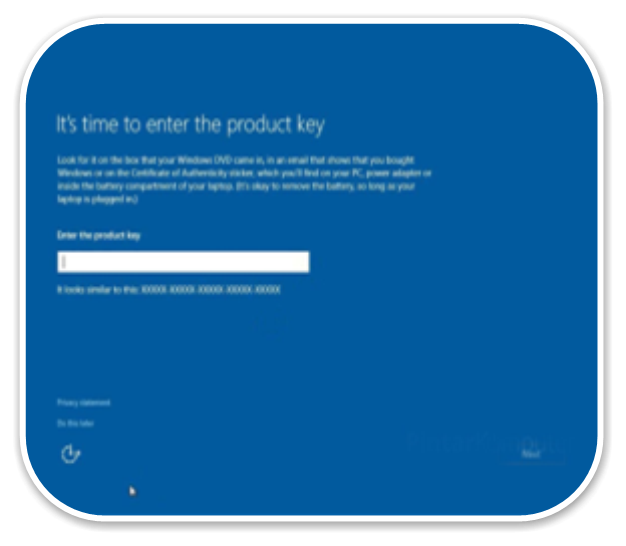 It's time to enter the product key
Look for it on the box that your Windows DVD came in, in an email that shows that you bought
Windows or on the Certificate of Authenticity sticker, which you'll find on your PC, power adapter or
inside the battery compartment of your laptop. (It's okay to remove the battery, so long as your
laptop is plugged in.)
Enter the product key
It looks similar to this: XXXXX-XXXXX-XXXXX-XXXXX-XXXXX
Privacy statement
Do this later
Next